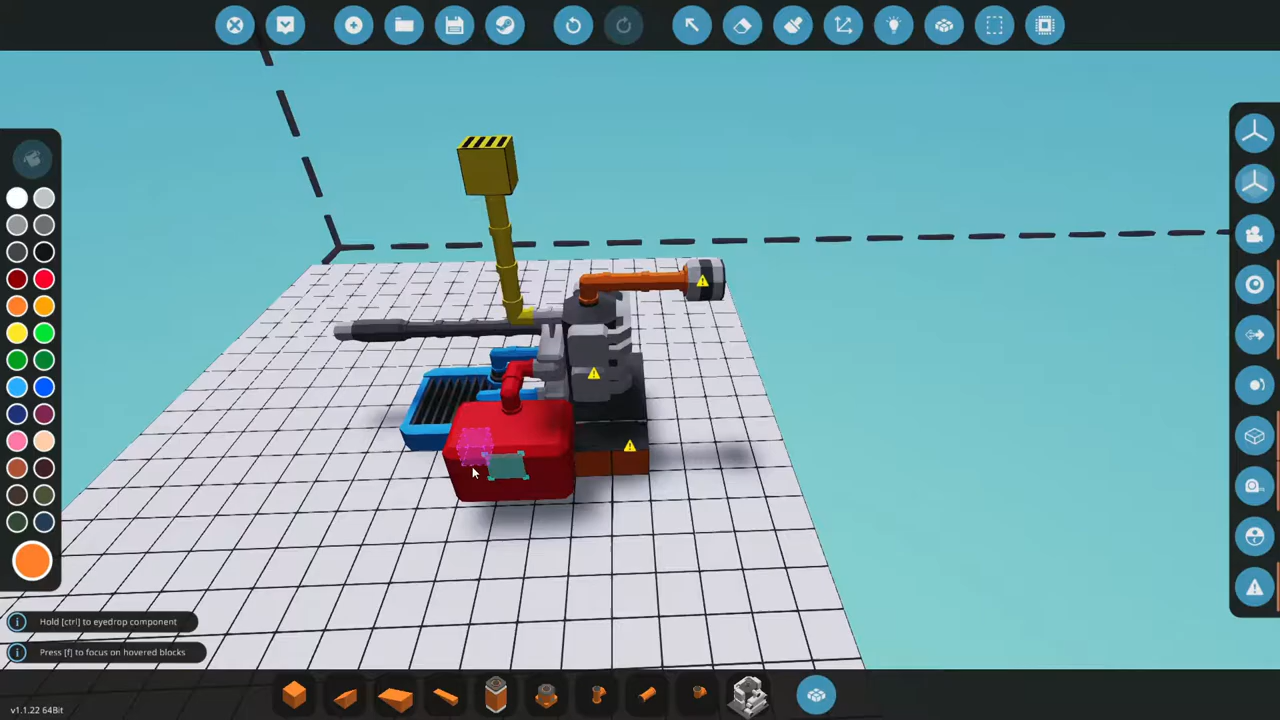 Hold [ctrl] to eyedrop component
Press [f] to focus on hovered blocks
v1.1.22 64Bit